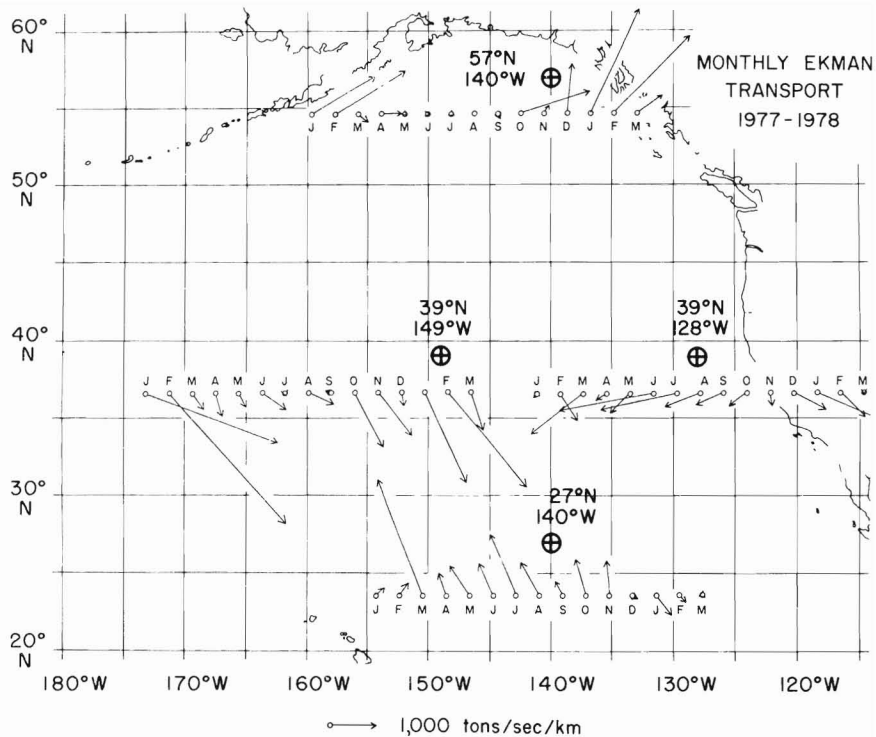 60°
N
57°N
140°W
MONTHLY EKMAN
TRANSPORT
1977-1978
J F M A M J J A S O N D J F M
50°
N
40°
N
39°N
149°W
39°N
128°W
J F M A M J J A S O N D F M
J F M A M J J A S O N D J F M
30°
N
27°N
140°W
J F M A M J J A S O N D J F M
20°
N
180°W 170°W 160°W 150°W 140°W 130°W 120°W
1,000 tons/sec/km